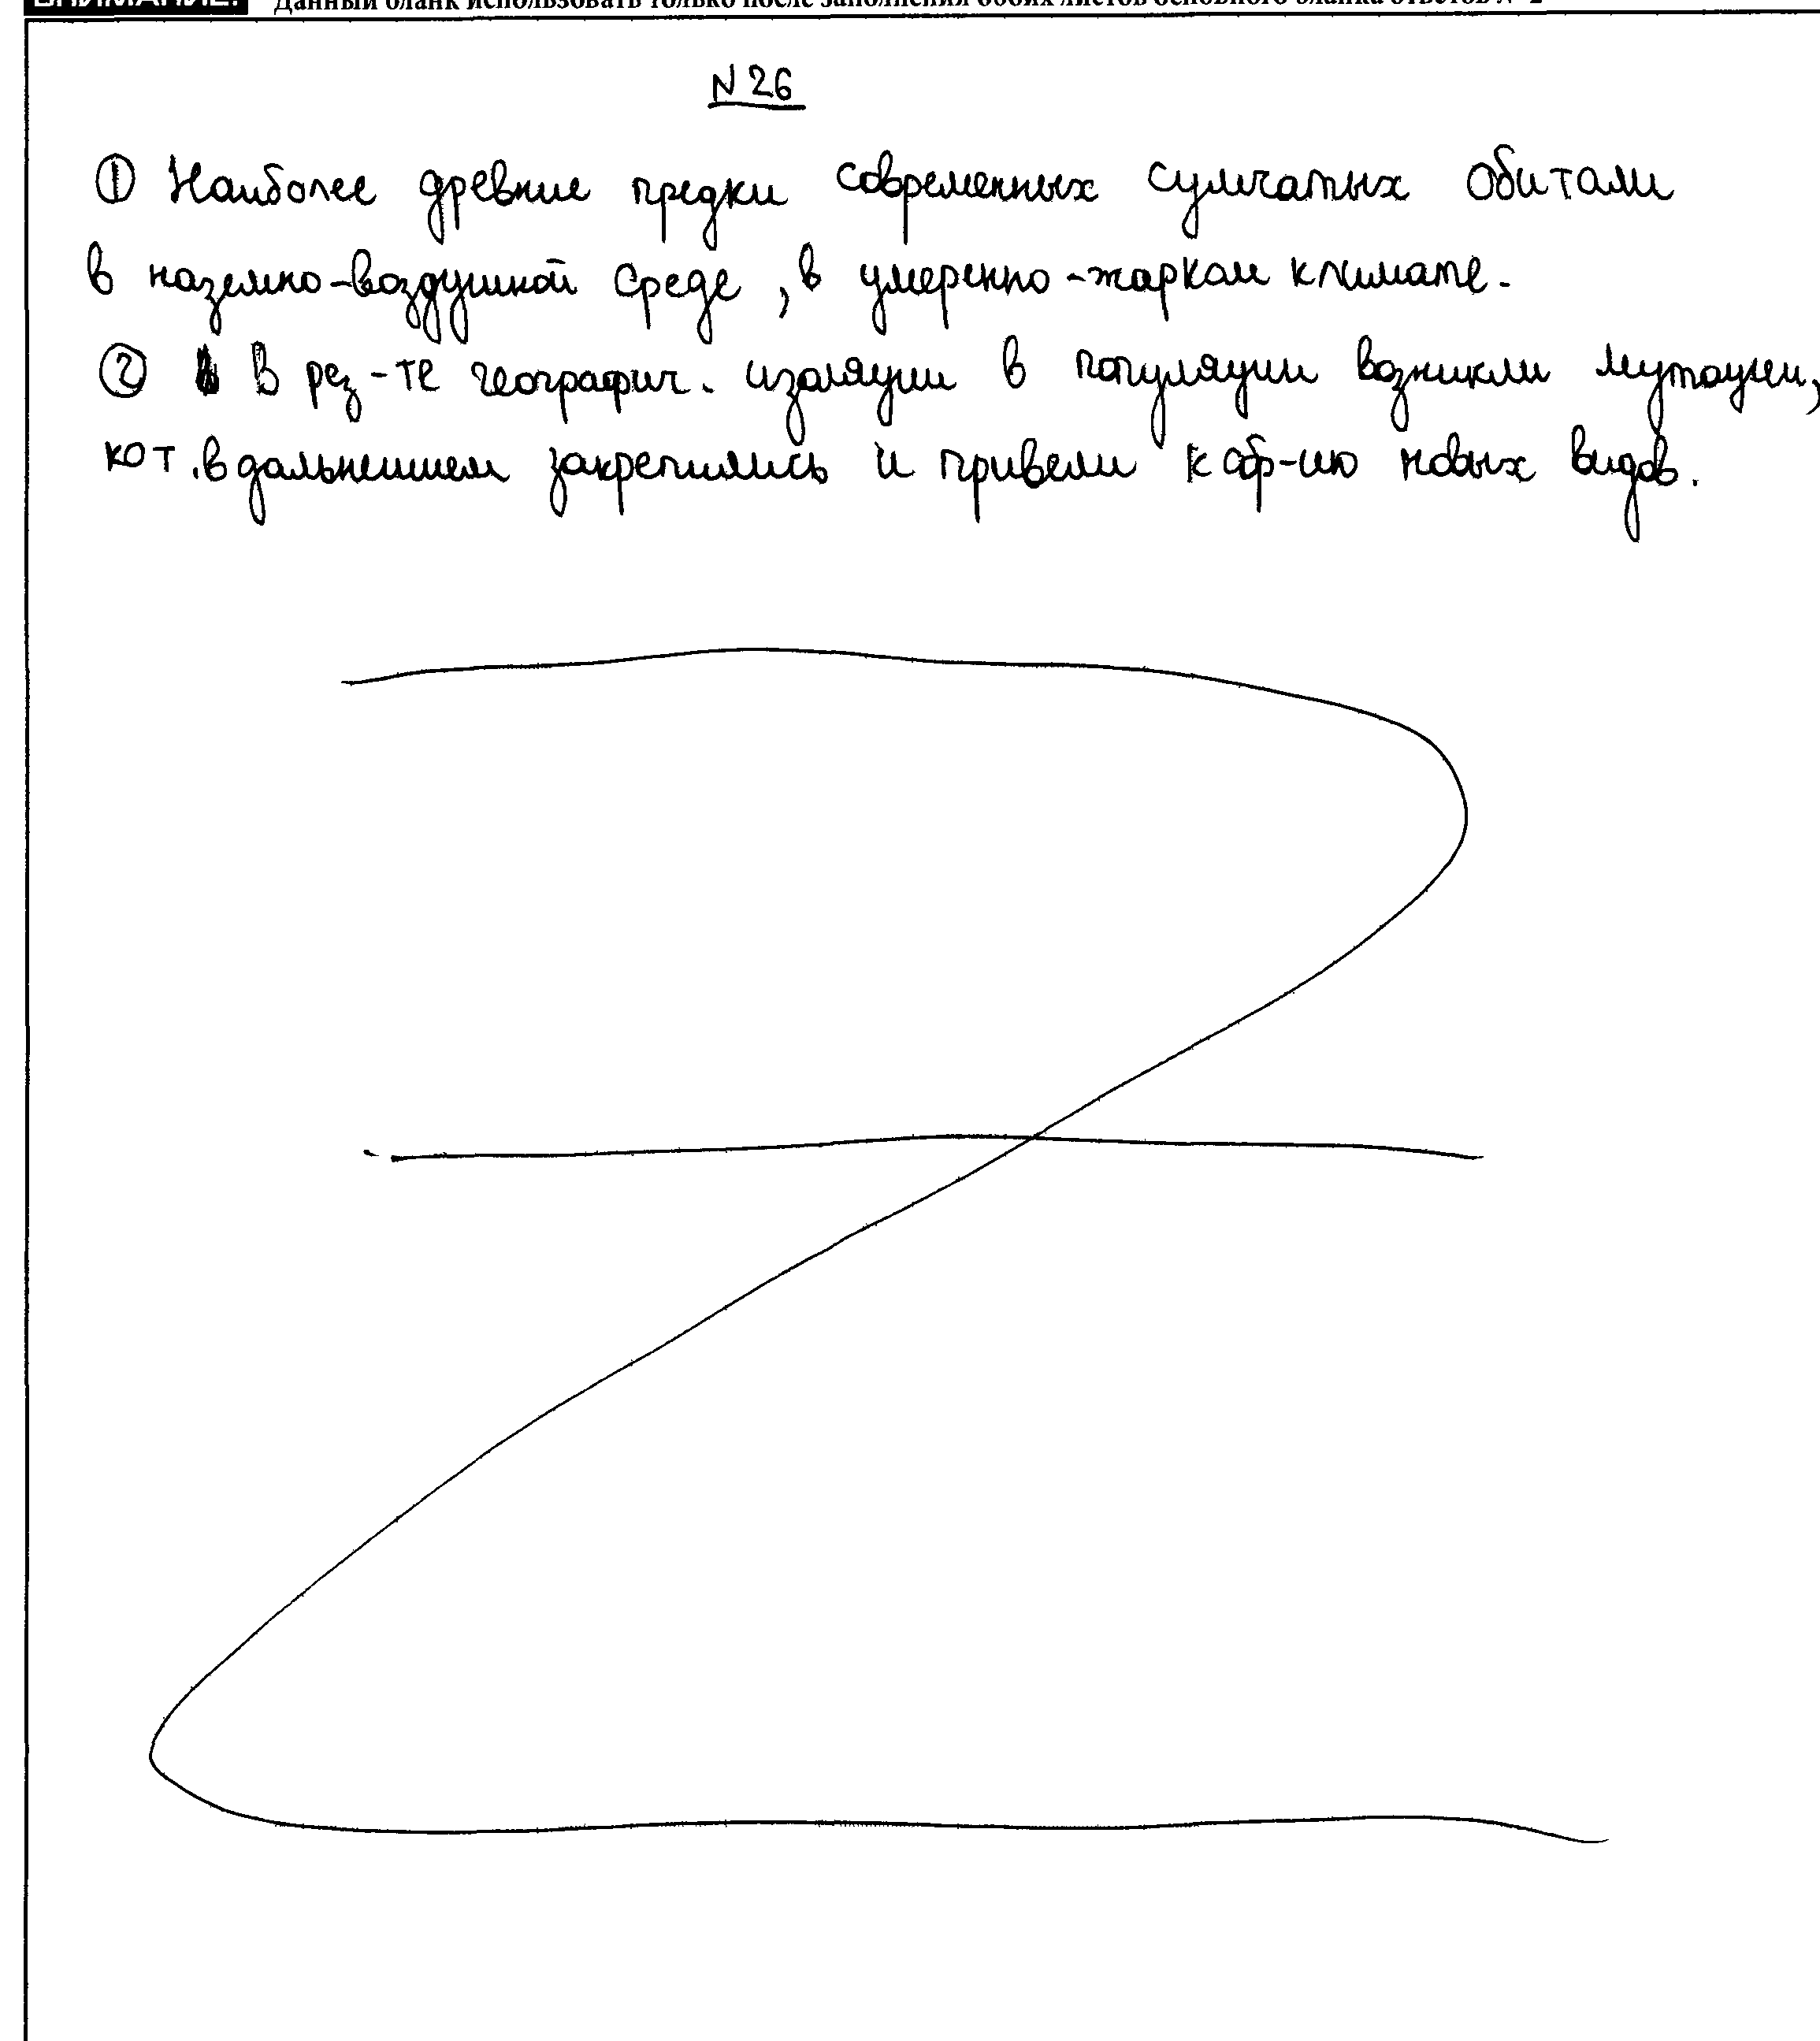 ВНИМАНИЕ! Данный бланк использовать только после заполнения обоих листов основного бланка ответов № 2
N 26
① Наиболее древние предки современных сумчатых обитали
в наземно-воздушной среде, в умеренно-жарком климате.
② В рез-те географич. изоляции в популяции возникли мутации,
кот. в дальнейшем закрепились и привели к обр-ию новых видов.